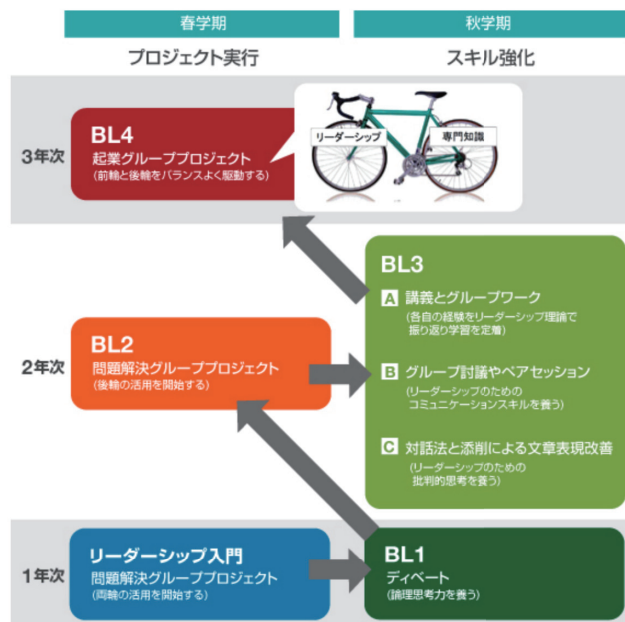 春学期
秋学期
プロジェクト実行
スキル強化
3年次
BL4
起業グループプロジェクト
(前輪と後輪をバランスよく駆動する)
リーダーシップ
専門知識
2年次
BL2
問題解決グループプロジェクト
(後輪の活用を開始する)
BL3
A 講義とグループワーク
(各自の経験をリーダーシップ理論で
振り返り学習を定着)
B グループ討議やペアセッション
(リーダーシップのための
コミュニケーションスキルを養う)
C 対話法と添削による文章表現改善
(リーダーシップのための
批判的思考を養う)
1年次
リーダーシップ入門
問題解決グループプロジェクト
(両輪の活用を開始する)
BL1
ディベート
(論理思考力を養う)